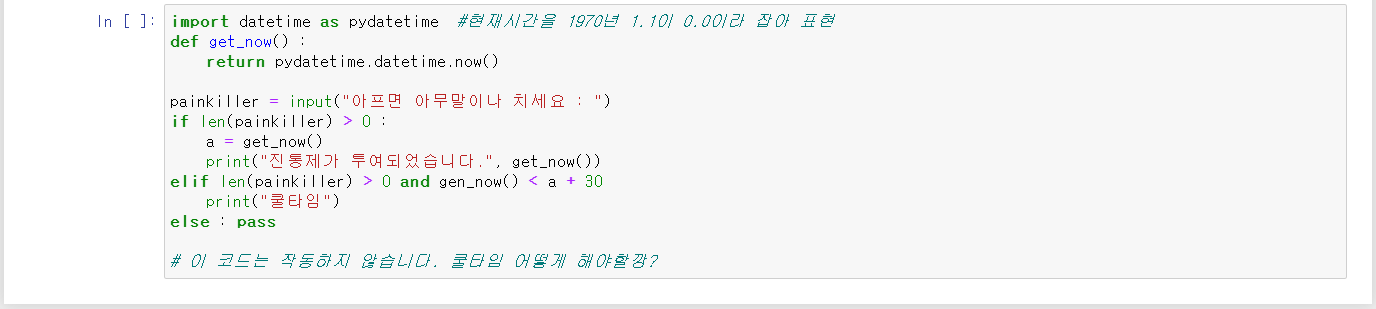 In [ ]: import datetime as pydatetime  #현재시간을 1970년 1.1이 0.0이라 잡아 표현
def get_now() :
    return pydatetime.datetime.now()
painkiller = input("아프면 아무말이나 치세요 : ")
if len(painkiller) > 0 :
    a = get_now()
    print("진통제가 투여되었습니다.", get_now())
elif len(painkiller) > 0 and gen_now() < a + 30
    print("쿨타임")
else : pass
# 이 코드는 작동하지 않습니다. 쿨타임 어떻게 해야할깡?